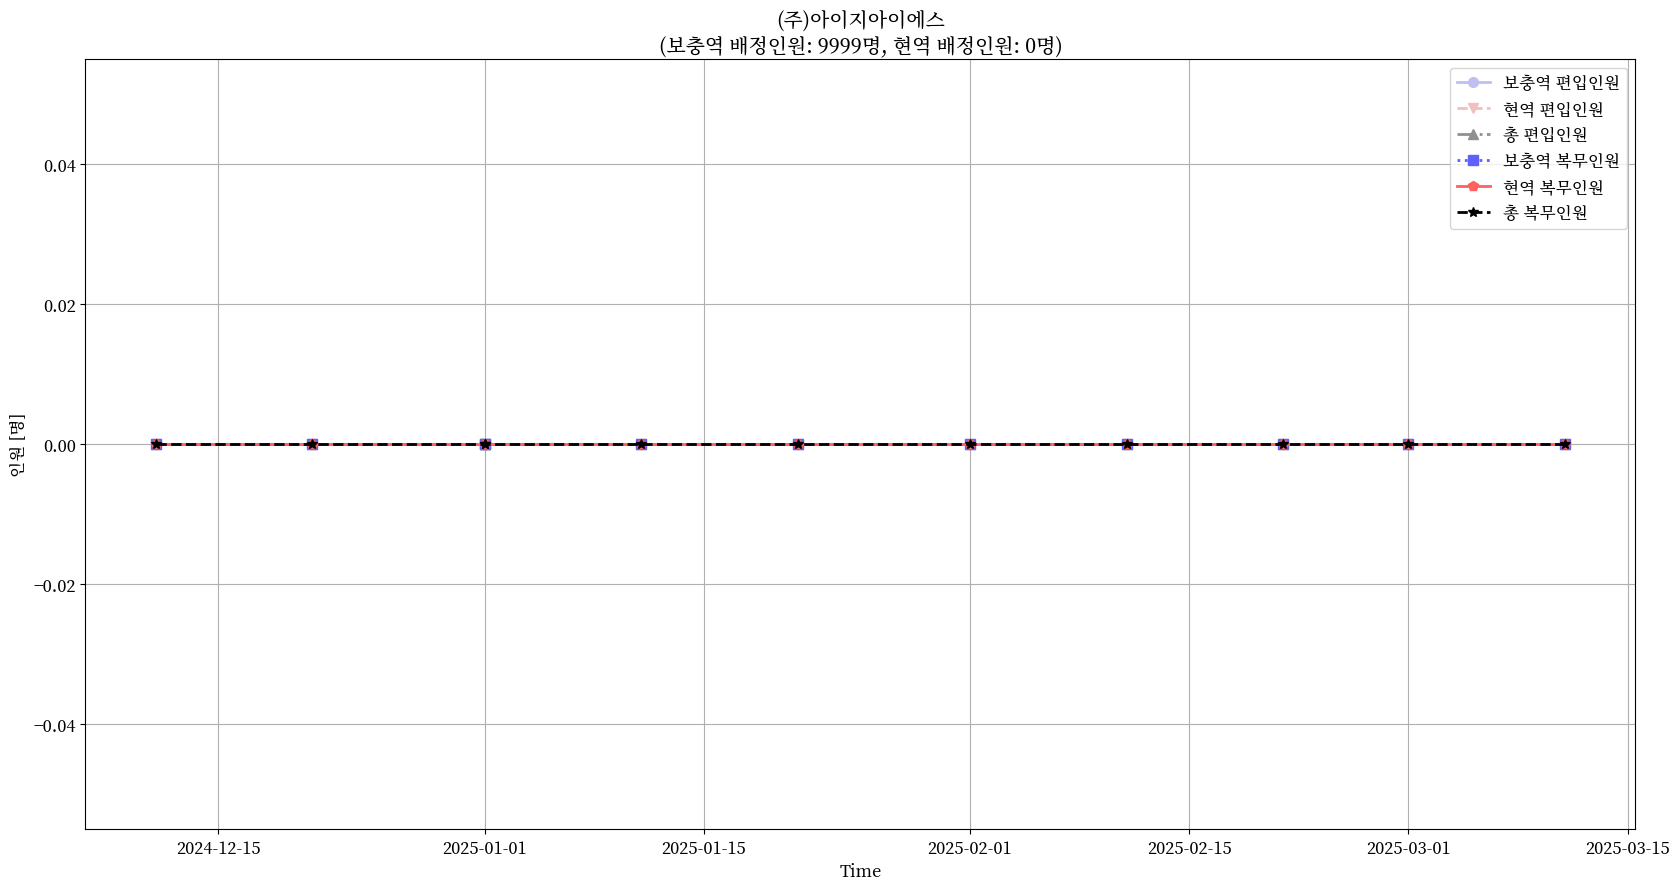 (주)아이지아이에스
(보충역 배정인원: 9999명, 현역 배정인원: 0명)
보충역 편입인원
현역 편입인원
총 편입인원
보충역 복무인원
현역 복무인원
총 복무인원
0.04
0.02
0.00
−0.02
−0.04
인원 [명]
2024-12-15
2025-01-01
2025-01-15
2025-02-01
2025-02-15
2025-03-01
2025-03-15
Time